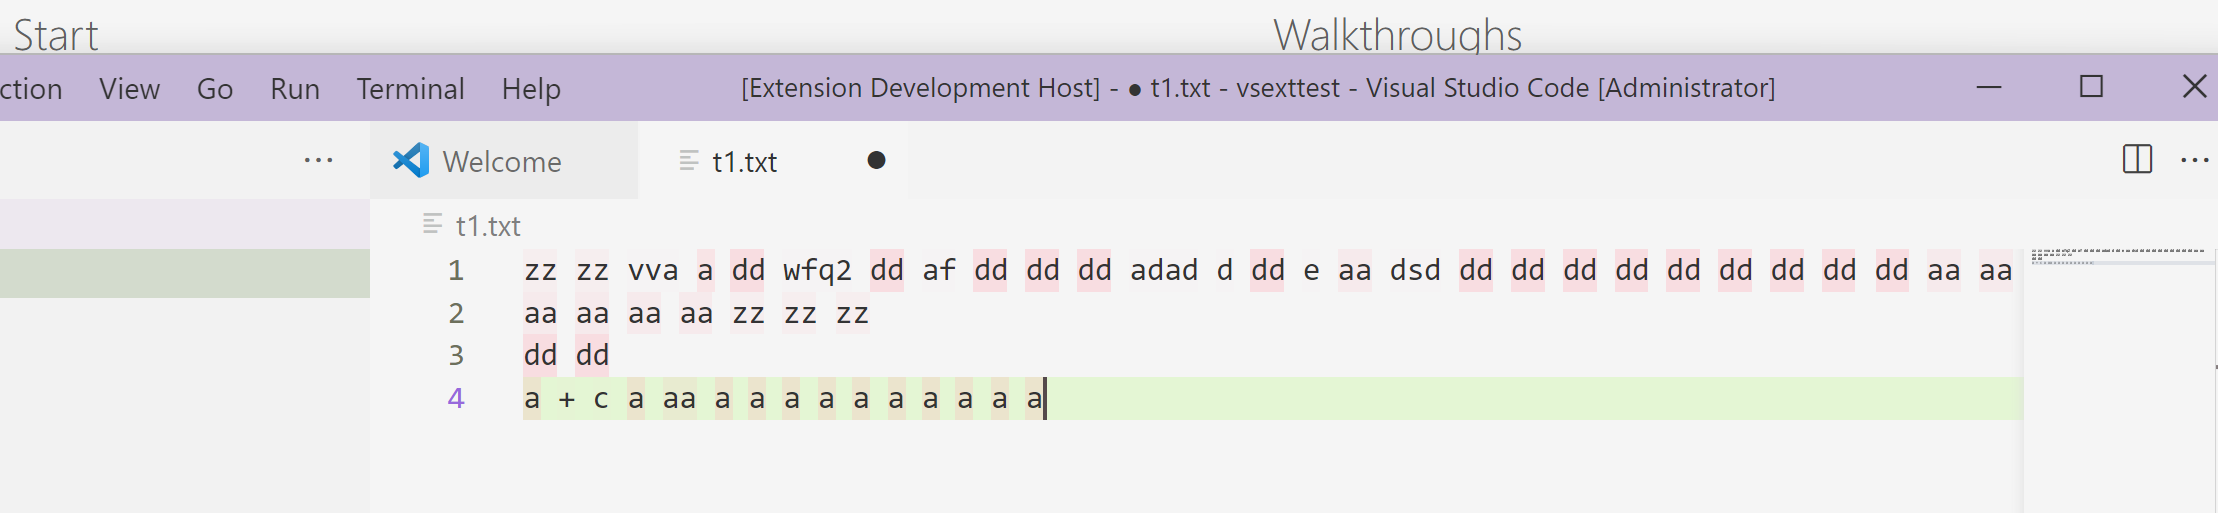 Start Walkthroughs
ction View Go Run Terminal Help [Extension Development Host] - ● t1.txt - vsexttest - Visual Studio Code [Administrator]
Welcome t1.txt ●
t1.txt
1 zz zz vva a dd wfq2 dd af dd dd dd adad d dd e aa dsd dd dd dd dd dd dd dd dd dd aa aa
2 aa aa aa aa zz zz zz
3 dd dd
4 a + c a aa a a a a a a a a a a